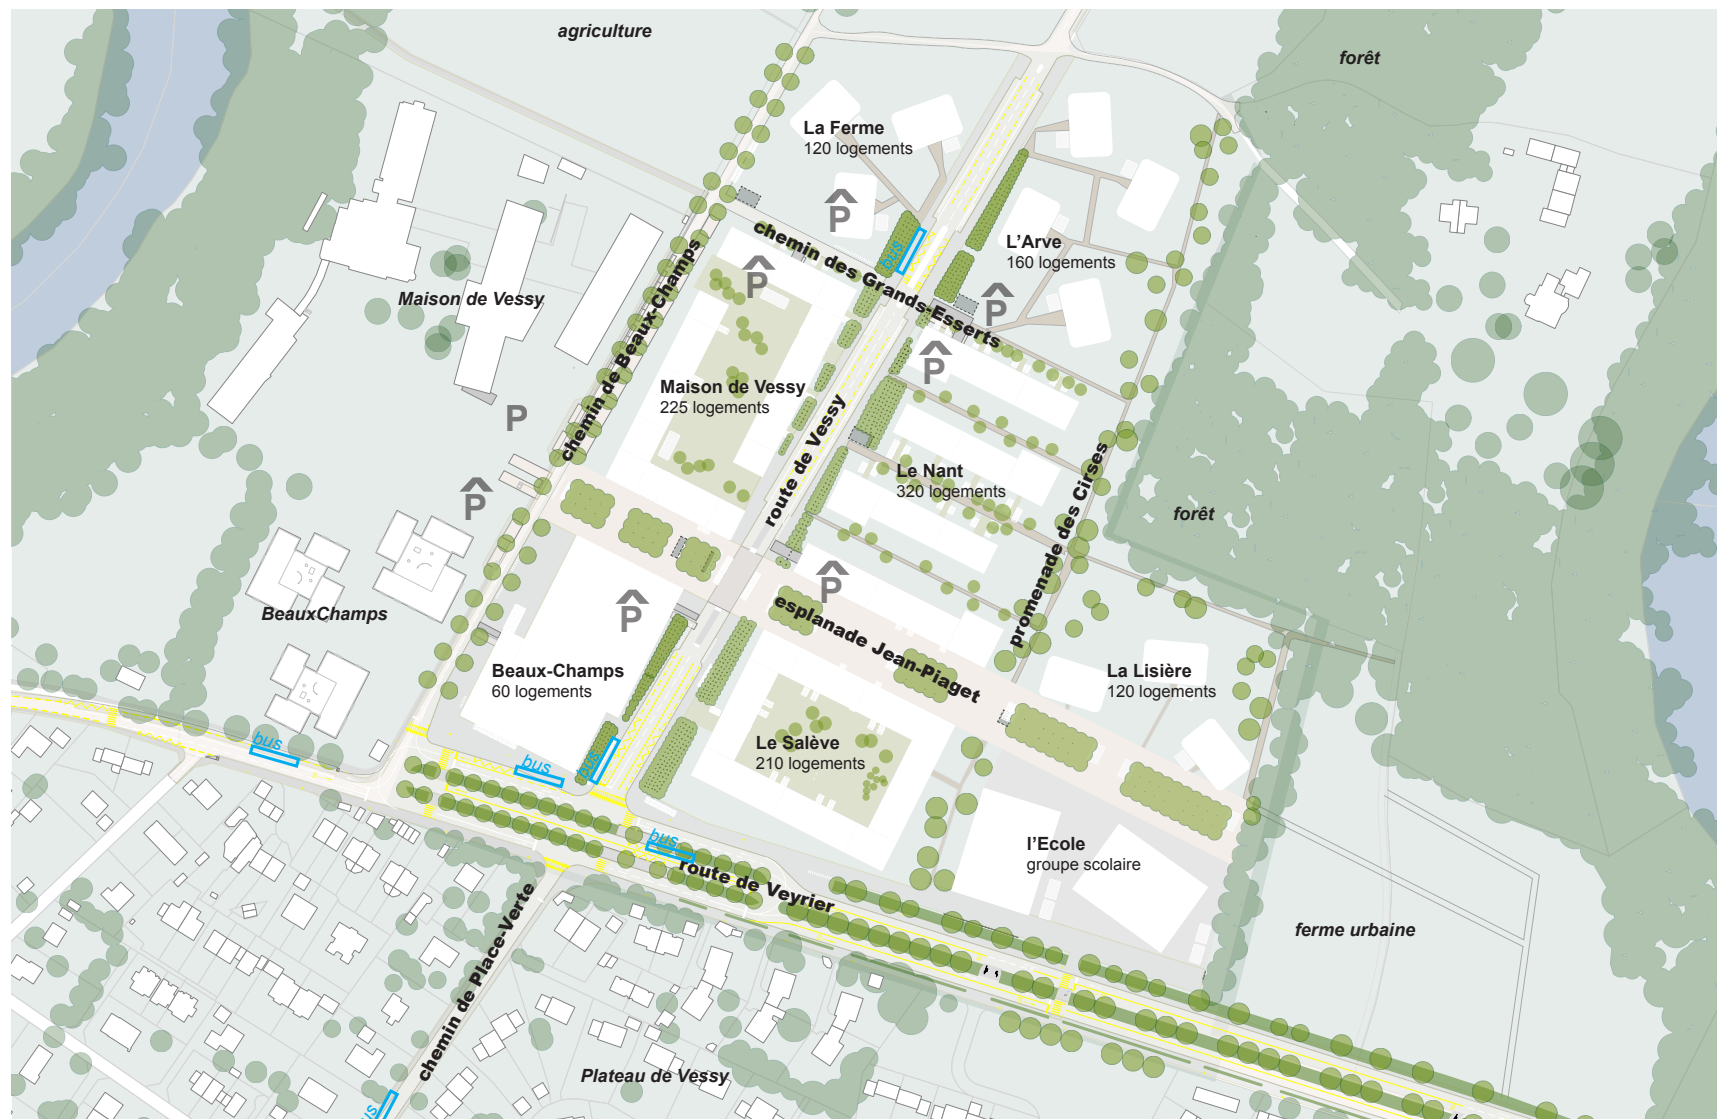 agriculture
forêt
La Ferme
120 logements
P
chemin des Grands-Esserts
bus
L'Arve
160 logements
P
P
Maison de Vessy
chemin de Beaux-Champs
P
Maison de Vessy
225 logements
route de Vessy
P
Le Nant
320 logements
promenade des Cirses
P
forêt
P
P
BeauxChamps
esplanade Jean-Piaget
Beaux-Champs
60 logements
La Lisière
120 logements
Le Salève
210 logements
bus
bus
bus
bus
route de Veyrier
l'Ecole
groupe scolaire
chemin de Place-Verte
ferme urbaine
Plateau de Vessy
bus